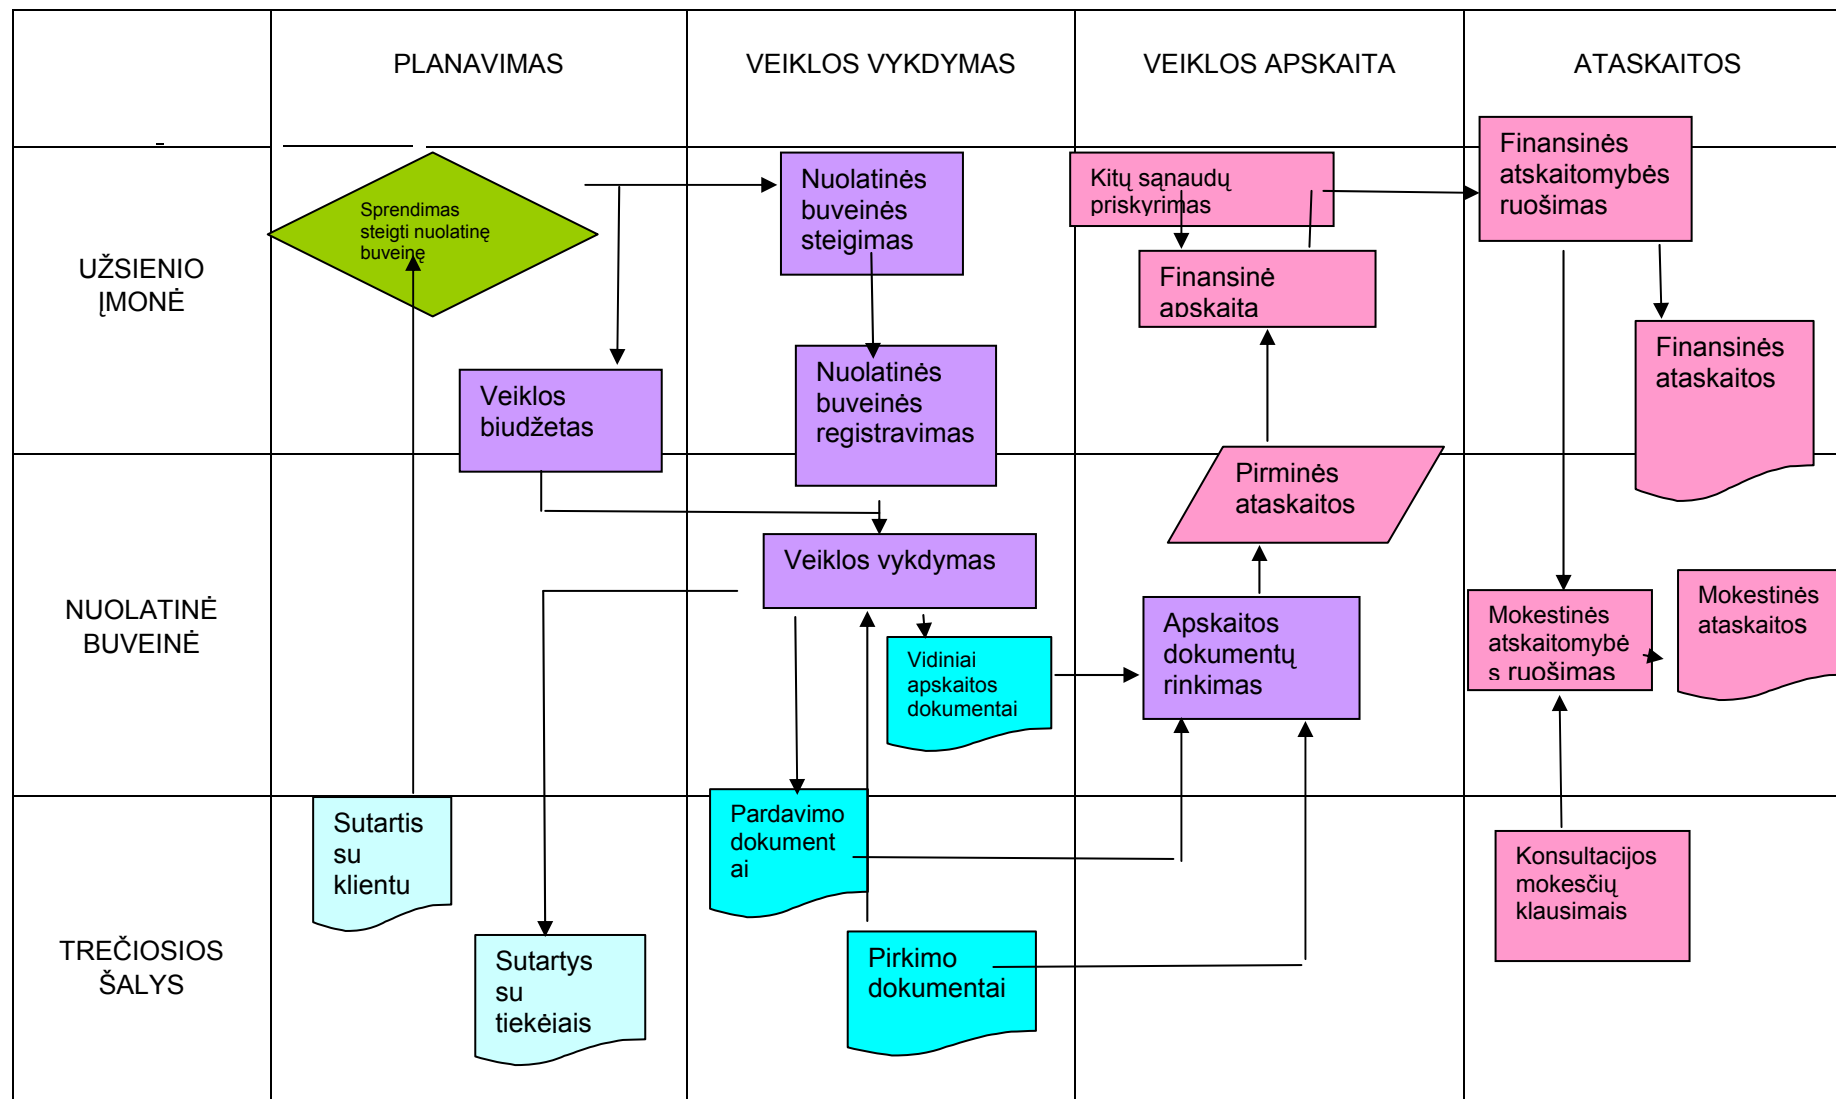 PLANAVIMAS
VEIKLOS VYKDYMAS
VEIKLOS APSKAITA
ATASKAITOS
UŽSIENIO
ĮMONĖ
Sprendimas
steigti nuolatinę
buveinę
Nuolatinės
buveinės
steigimas
Kitų sąnaudų
priskyrimas
Finansinės
atskaitomybės
ruošimas
Finansinė
apskaita
Finansinės
ataskaitos
Veiklos
biudžetas
Nuolatinės
buveinės
registravimas
Pirminės
ataskaitos
NUOLATINĖ
BUVEINĖ
Veiklos vykdymas
Vidiniai
apskaitos
dokumentai
Apskaitos
dokumentų
rinkimas
Mokestinės
atskaitomybė
s ruošimas
Mokestinės
ataskaitos
TREČIOSIOS
ŠALYS
Sutartis
su
klientu
Sutartys
su
tiekėjais
Pardavimo
dokument
ai
Pirkimo
dokumentai
Konsultacijos
mokesčių
klausimais